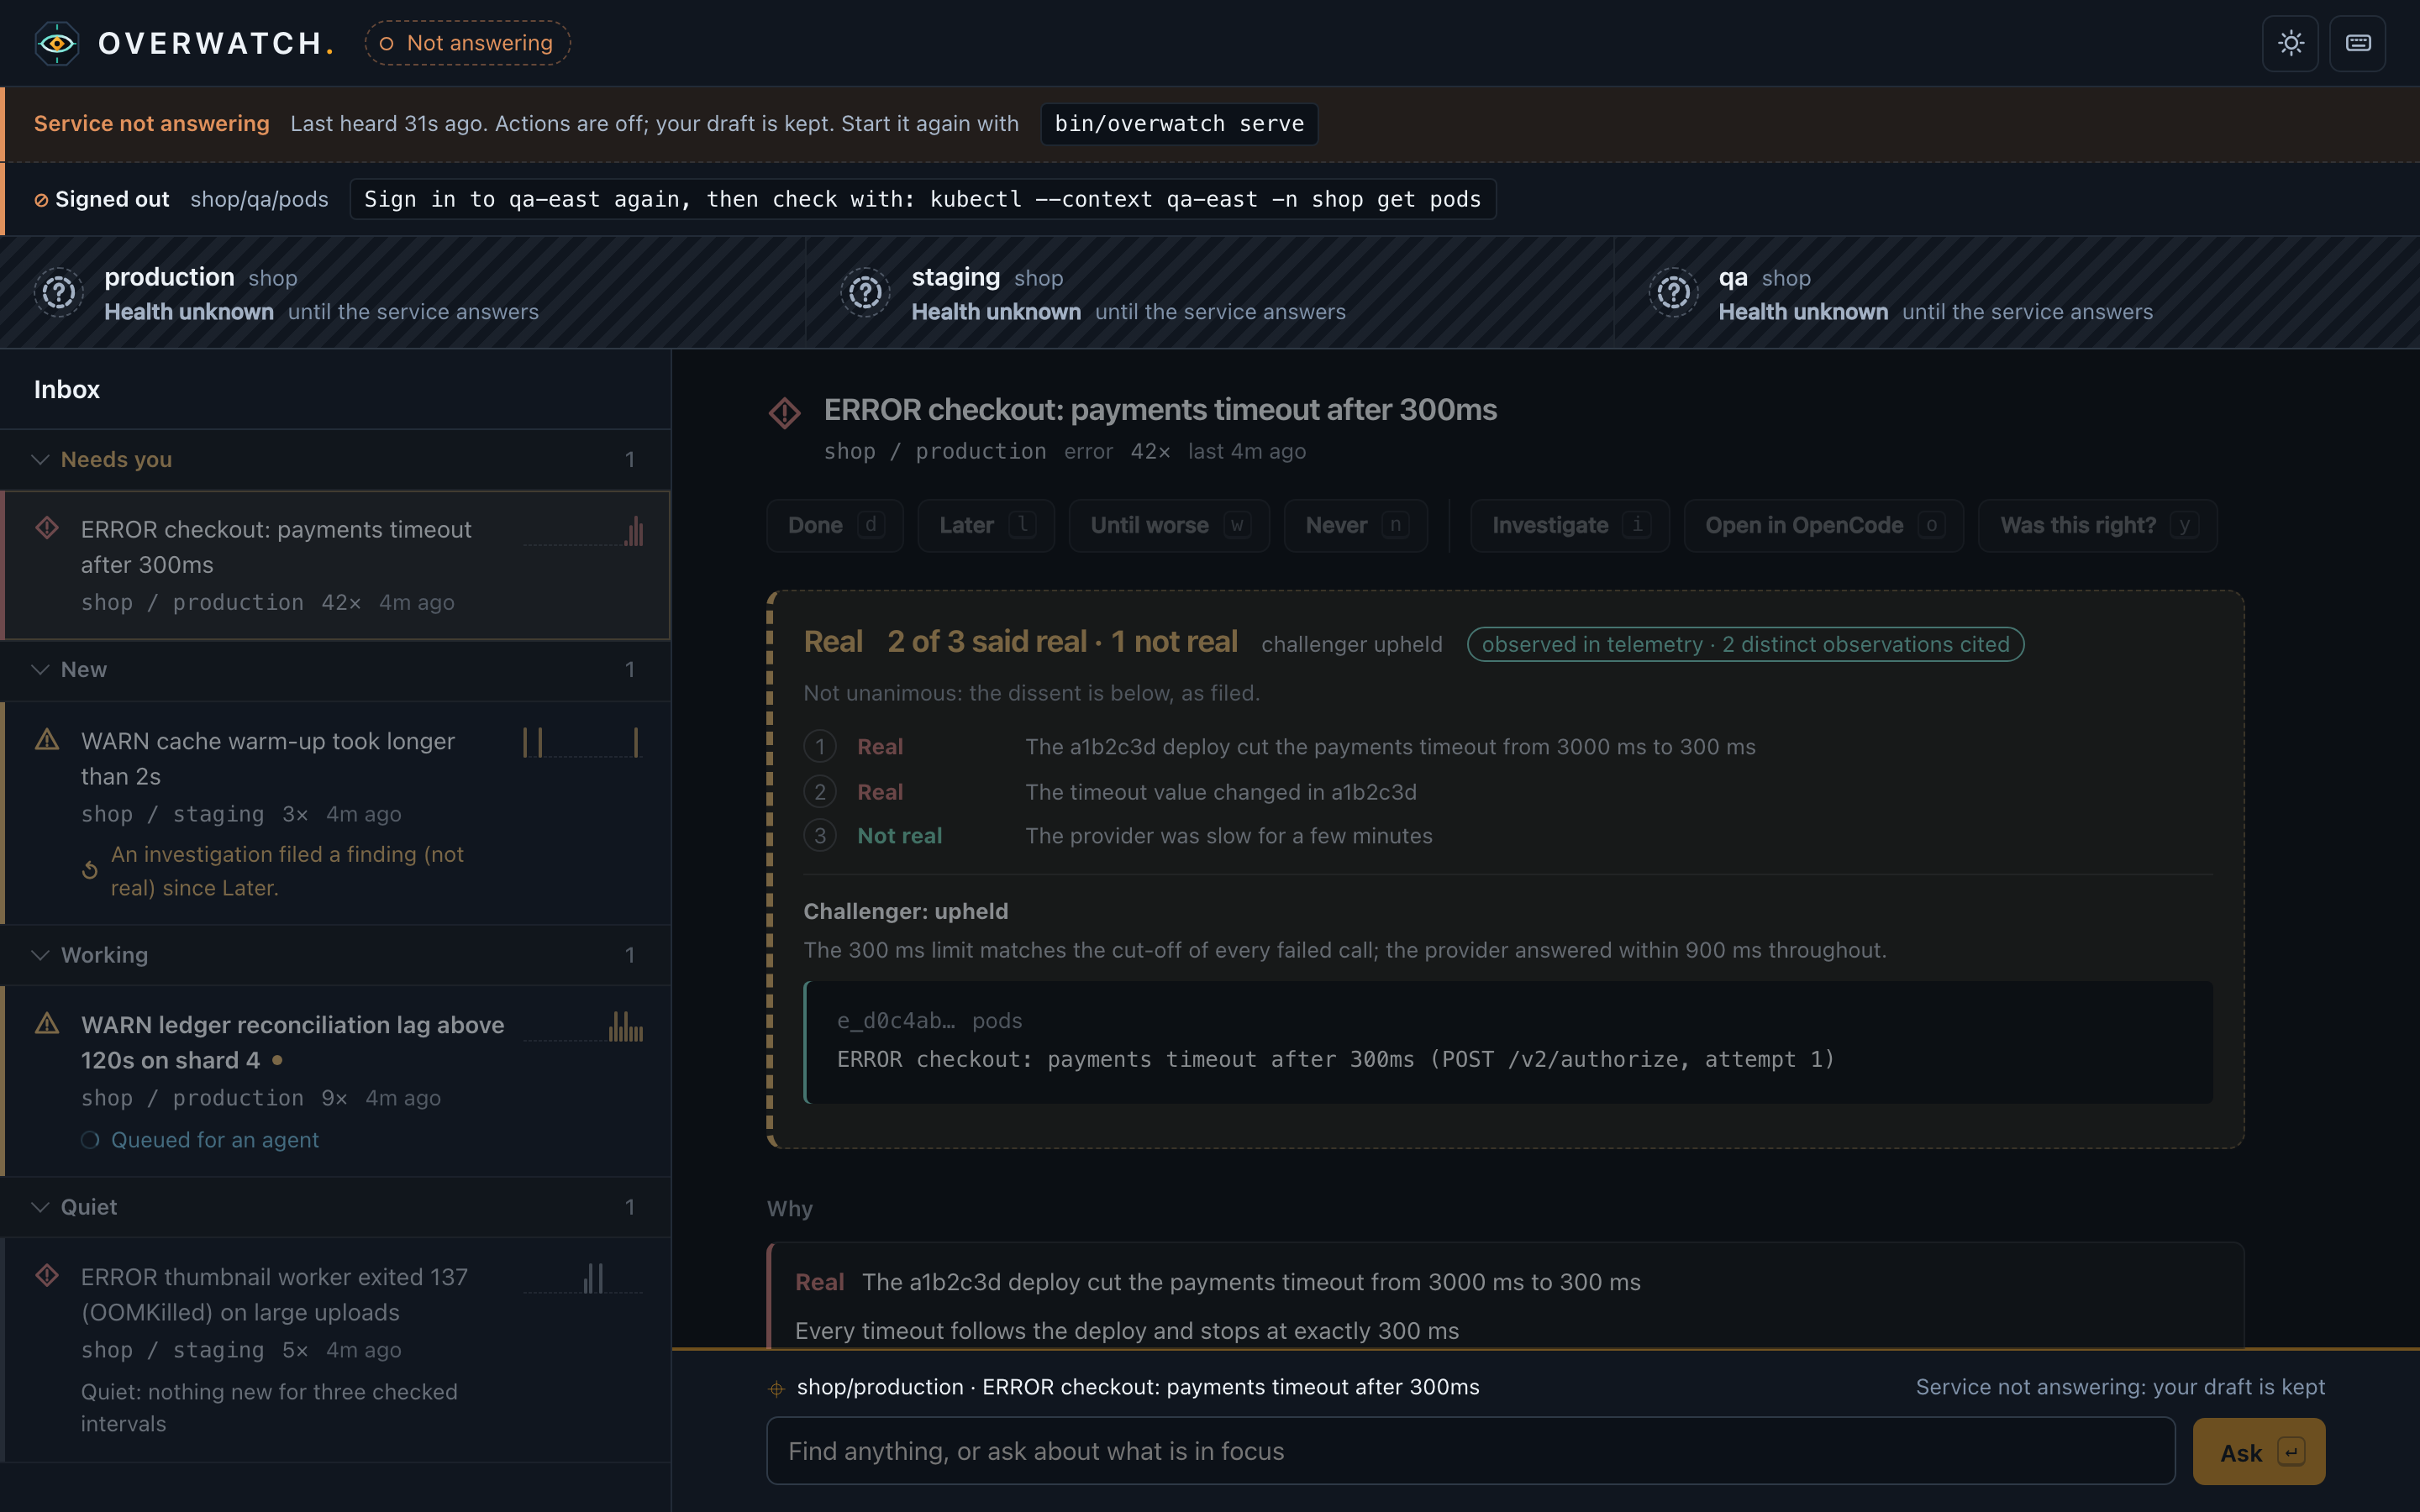 OVERWATCH.
Not answering
Service not answering Last heard 31s ago. Actions are off; your draft is kept. Start it again with bin/overwatch serve
Signed out shop/qa/pods Sign in to qa-east again, then check with: kubectl --context qa-east -n shop get pods
production shop
Health unknown until the service answers
staging shop
Health unknown until the service answers
qa shop
Health unknown until the service answers
Inbox
Needs you 1
ERROR checkout: payments timeout
after 300ms
shop / production 42× 4m ago
New 1
WARN cache warm-up took longer
than 2s
shop / staging 3× 4m ago
An investigation filed a finding (not
real) since Later.
Working 1
WARN ledger reconciliation lag above
120s on shard 4
shop / production 9× 4m ago
Queued for an agent
Quiet 1
ERROR thumbnail worker exited 137
(OOMKilled) on large uploads
shop / staging 5× 4m ago
Quiet: nothing new for three checked
intervals
ERROR checkout: payments timeout after 300ms
shop / production error 42× last 4m ago
Done d Later l Until worse w Never n Investigate i Open in OpenCode o Was this right? y
Real 2 of 3 said real · 1 not real challenger upheld observed in telemetry · 2 distinct observations cited
Not unanimous: the dissent is below, as filed.
1 Real The a1b2c3d deploy cut the payments timeout from 3000 ms to 300 ms
2 Real The timeout value changed in a1b2c3d
3 Not real The provider was slow for a few minutes
Challenger: upheld
The 300 ms limit matches the cut-off of every failed call; the provider answered within 900 ms throughout.
e_d0c4ab… pods
ERROR checkout: payments timeout after 300ms (POST /v2/authorize, attempt 1)
Why
Real The a1b2c3d deploy cut the payments timeout from 3000 ms to 300 ms
Every timeout follows the deploy and stops at exactly 300 ms
shop/production · ERROR checkout: payments timeout after 300ms
Service not answering: your draft is kept
Find anything, or ask about what is in focus
Ask ↵